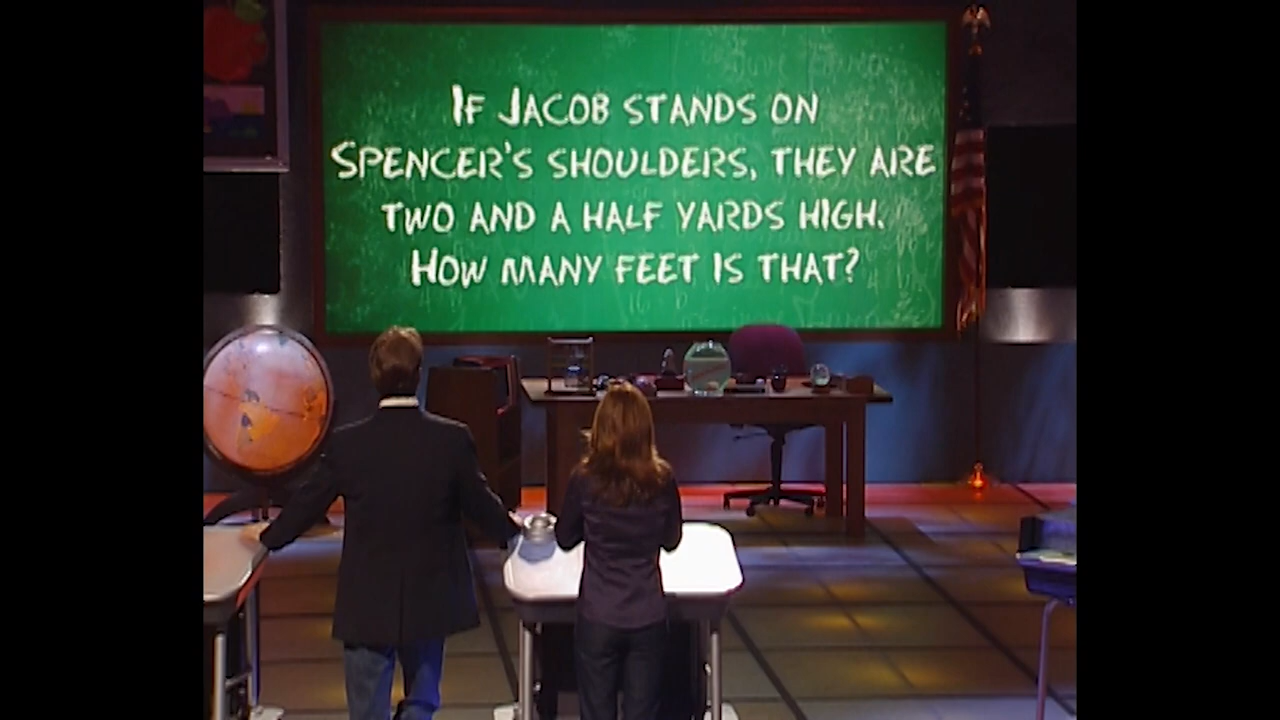 If Jacob stands on
Spencer's shoulders, they are
two and a half yards high.
How many feet is that?